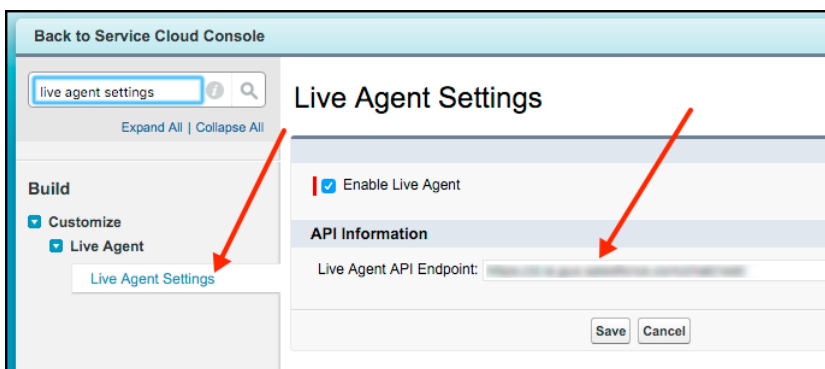 Back to Service Cloud Console
live agent settings
Expand All | Collapse All
Build
Customize
Live Agent
Live Agent Settings
Live Agent Settings
Enable Live Agent
API Information
Live Agent API Endpoint:
Save Cancel